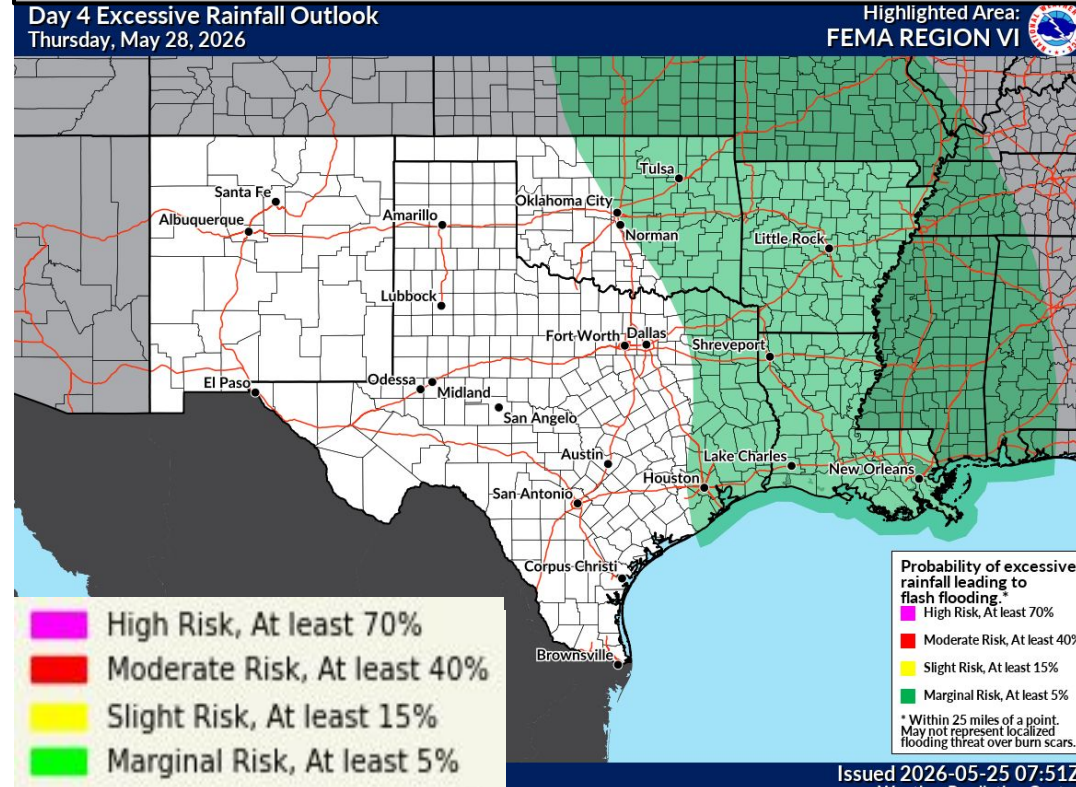 Day 4 Excessive Rainfall Outlook
Thursday, May 28, 2026
Highlighted Area:
FEMA REGION VI
Santa Fe
Albuquerque
Amarillo
Lubbock
Oklahoma City
Norman
Tulsa
Little Rock
Fort Worth
Dallas
Shreveport
El Paso
Odessa
Midland
San Angelo
Austin
San Antonio
Houston
Lake Charles
New Orleans
Corpus Christi
Brownsville
High Risk, At least 70%
Moderate Risk, At least 40%
Slight Risk, At least 15%
Marginal Risk, At least 5%
Probability of excessive
rainfall leading to
flash flooding.*
High Risk, At least 70%
Moderate Risk, At least 40%
Slight Risk, At least 15%
Marginal Risk, At least 5%
* Within 25 miles of a point.
May not represent localized
flooding threat over burn scars.
Issued 2026-05-25 07:51Z